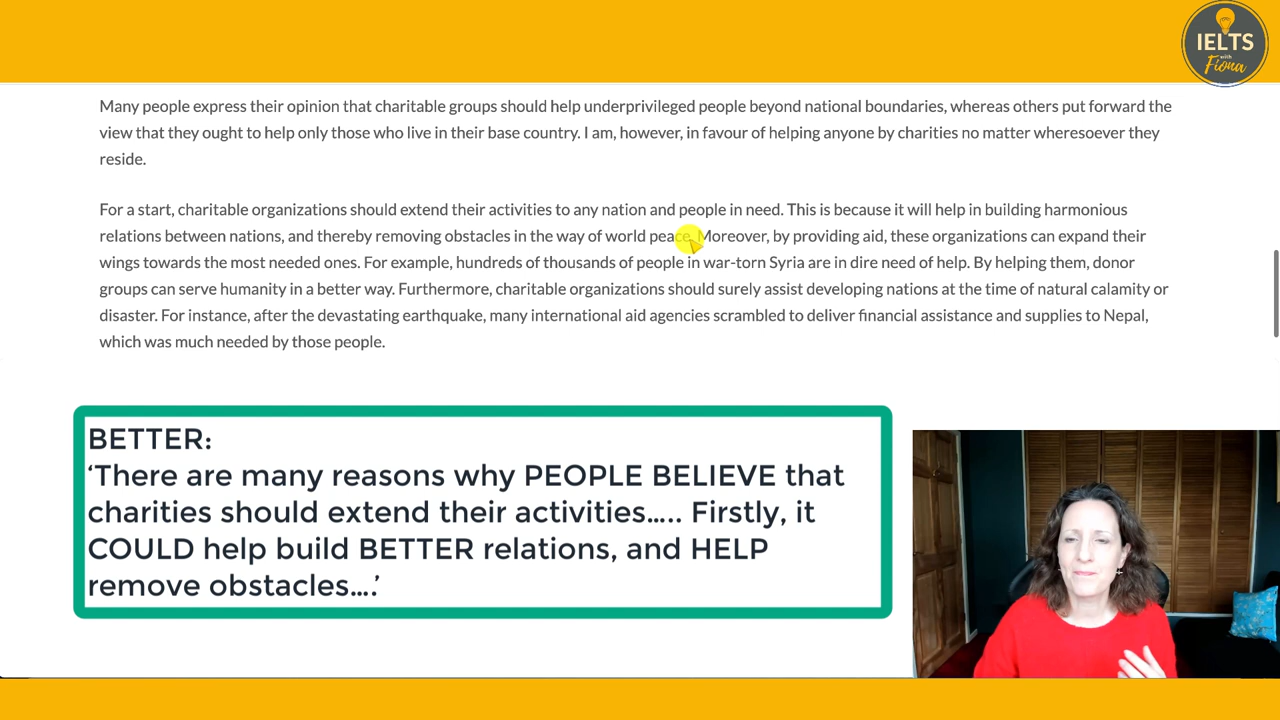 IELTS
with
Fiona
Many people express their opinion that charitable groups should help underprivileged people beyond national boundaries, whereas others put forward the
view that they ought to help only those who live in their base country. I am, however, in favour of helping anyone by charities no matter wheresoever they
reside.
For a start, charitable organizations should extend their activities to any nation and people in need. This is because it will help in building harmonious
relations between nations, and thereby removing obstacles in the way of world peace. Moreover, by providing aid, these organizations can expand their
wings towards the most needed ones. For example, hundreds of thousands of people in war-torn Syria are in dire need of help. By helping them, donor
groups can serve humanity in a better way. Furthermore, charitable organizations should surely assist developing nations at the time of natural calamity or
disaster. For instance, after the devastating earthquake, many international aid agencies scrambled to deliver financial assistance and supplies to Nepal,
which was much needed by those people.
BETTER:
‘There are many reasons why PEOPLE BELIEVE that
charities should extend their activities..... Firstly, it
COULD help build BETTER relations, and HELP
remove obstacles....’